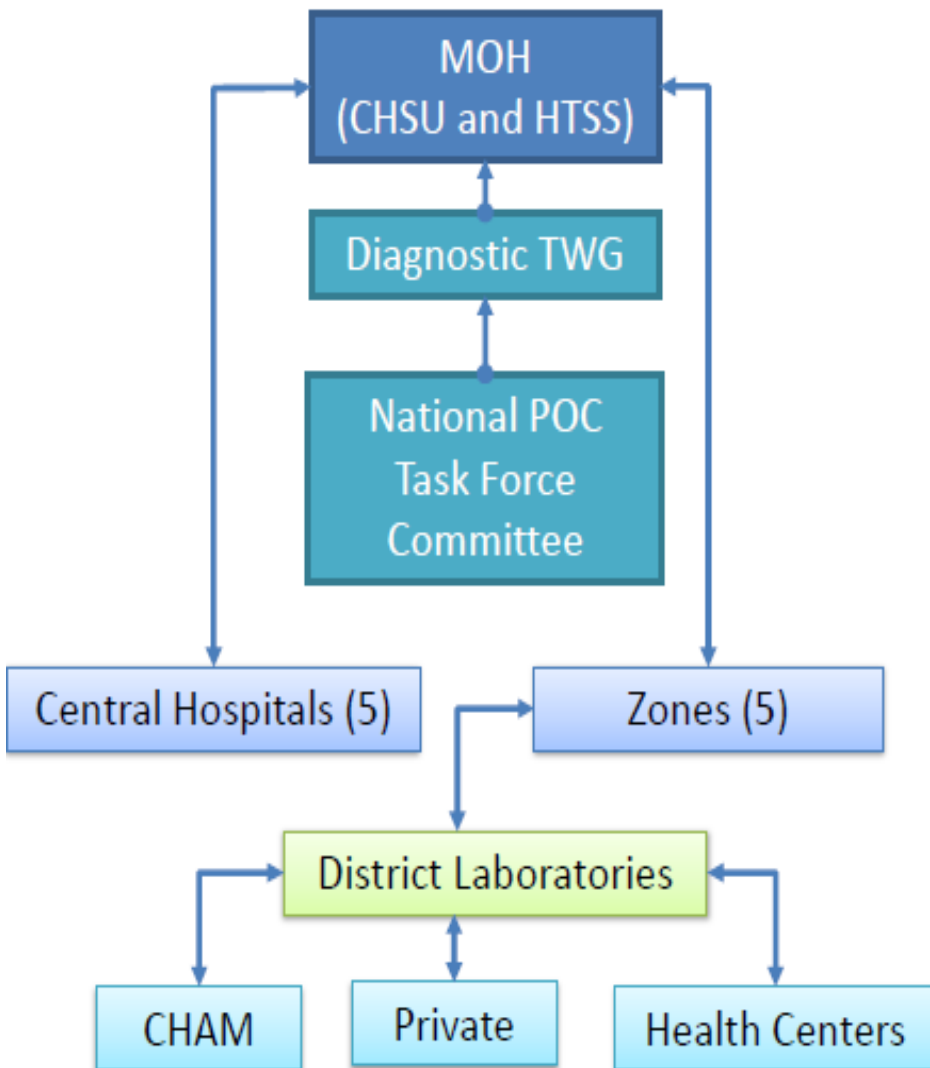 MOH
(CHSU and HTSS)
Diagnostic TWG
National POC
Task Force
Committee
Central Hospitals (5)
Zones (5)
District Laboratories
CHAM
Private
Health Centers